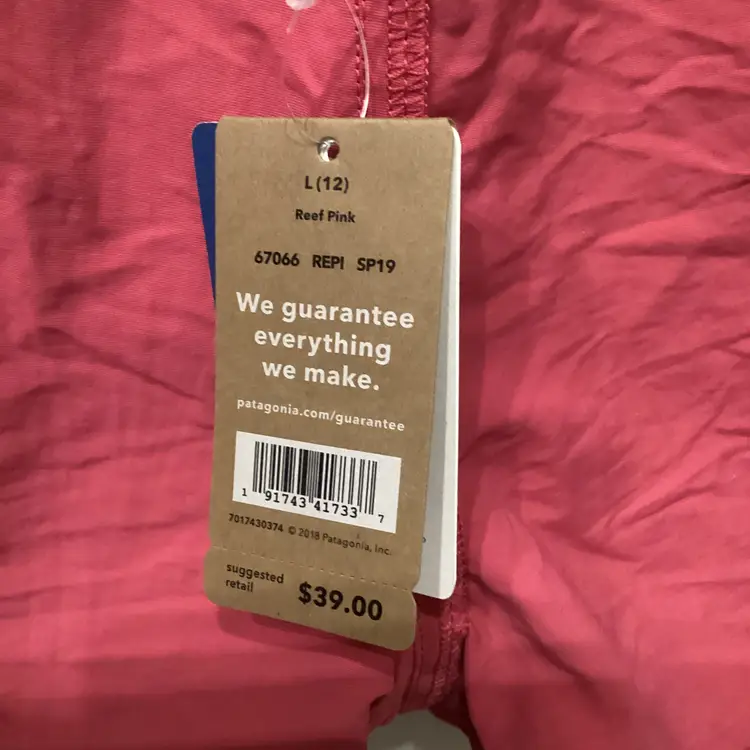 L (12)
Reef Pink
67066 REPI SP19
We guarantee
everything
we make.
patagonia.com/guarantee
1 91743 41733 7
7017430374 © 2018 Patagonia, Inc.
suggested
retail
$39.00